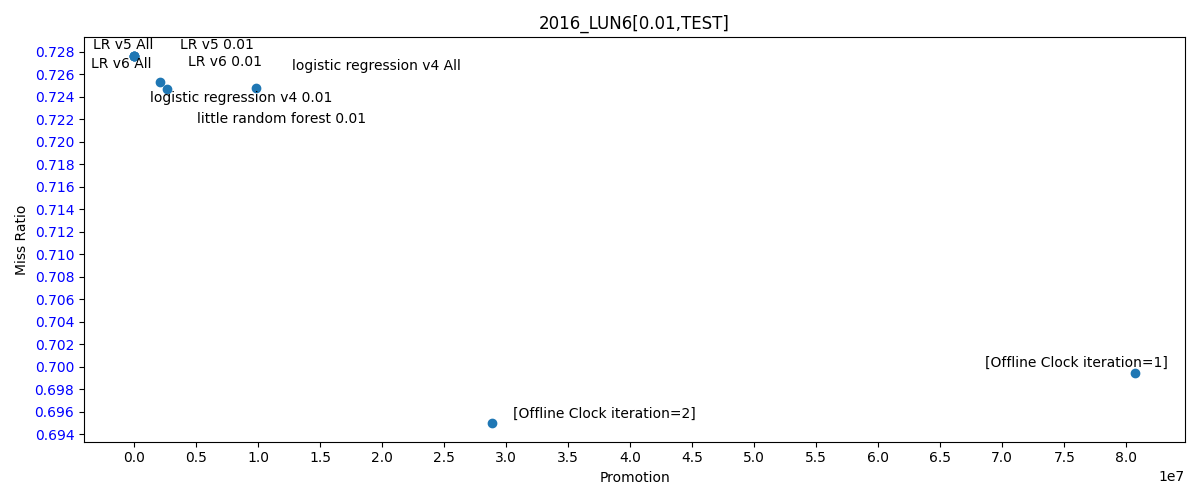 2016_LUN6[0.01,TEST]
LR v5 All
LR v5 0.01
LR v6 All
LR v6 0.01
logistic regression v4 All
logistic regression v4 0.01
little random forest 0.01
[Offline Clock iteration=1]
[Offline Clock iteration=2]
Miss Ratio
0.728
0.726
0.724
0.722
0.720
0.718
0.716
0.714
0.712
0.710
0.708
0.706
0.704
0.702
0.700
0.698
0.696
0.694
0.0 0.5 1.0 1.5 2.0 2.5 3.0 3.5 4.0 4.5 5.0 5.5 6.0 6.5 7.0 7.5 8.0
1e7
Promotion